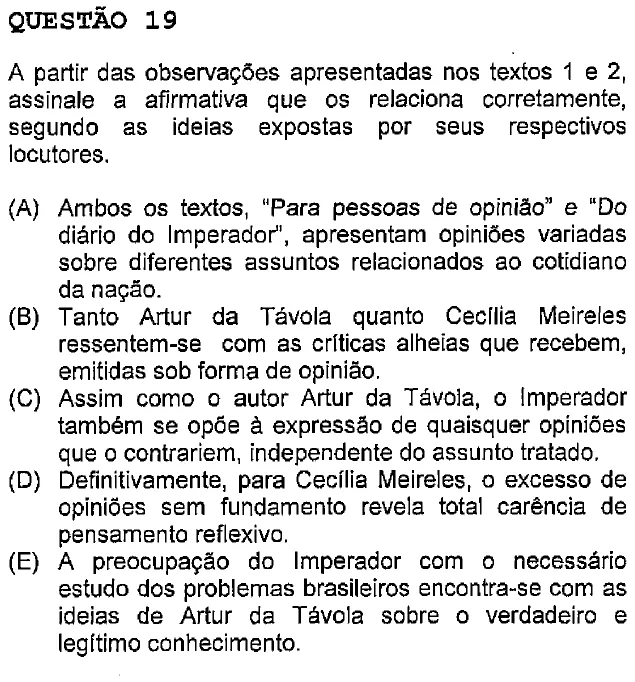 QUESTÃO 19
A partir das observações apresentadas nos textos 1 e 2,
assinale a afirmativa que os relaciona corretamente,
segundo as ideias expostas por seus respectivos
locutores.
(A) Ambos os textos, "Para pessoas de opinião" e "Do
diário do Imperador", apresentam opiniões variadas
sobre diferentes assuntos relacionados ao cotidiano
da nação.
(B) Tanto Artur da Távola quanto Cecília Meireles
ressentem-se com as críticas alheias que recebem,
emitidas sob forma de opinião.
(C) Assim como o autor Artur da Távola, o Imperador
também se opõe à expressão de quaisquer opiniões
que o contrariem, independente do assunto tratado.
(D) Definitivamente, para Cecília Meireles, o excesso de
opiniões sem fundamento revela total carência de
pensamento reflexivo.
(E) A preocupação do Imperador com o necessário
estudo dos problemas brasileiros encontra-se com as
ideias de Artur da Távola sobre o verdadeiro e
legítimo conhecimento.